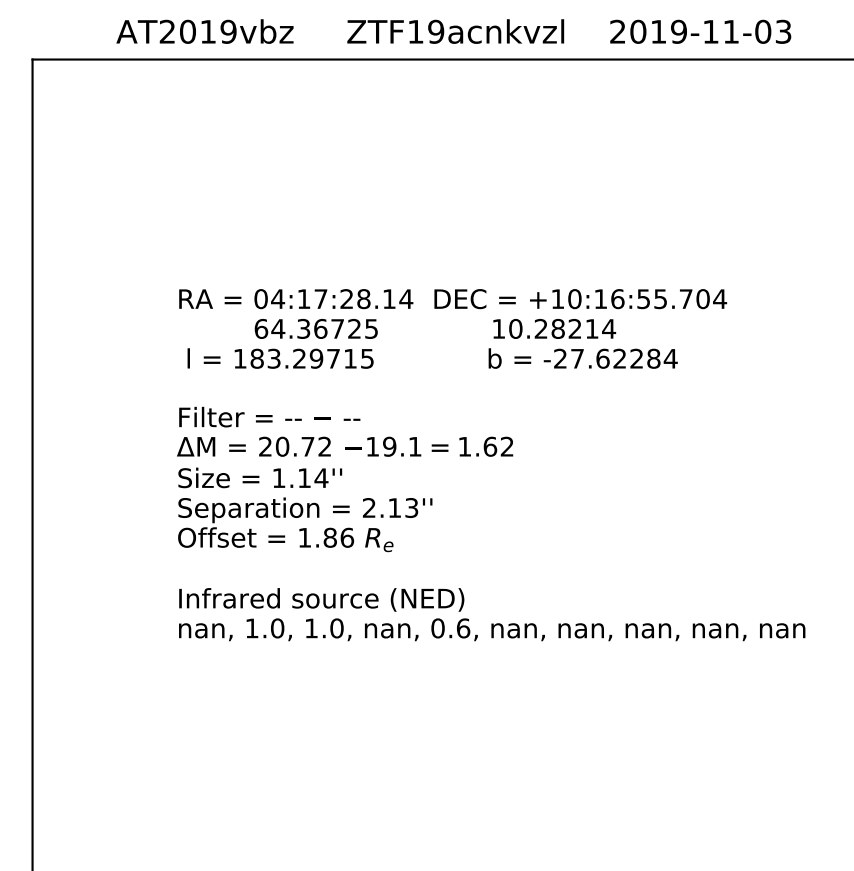 AT2019vbz ZTF19acnkvzl 2019-11-03
RA = 04:17:28.14 DEC = +10:16:55.704
64.36725 10.28214
l = 183.29715 b = -27.62284
Filter = -- − --
ΔM = 20.72 −19.1 = 1.62
Size = 1.14''
Separation = 2.13''
Offset = 1.86 Re
Infrared source (NED)
nan, 1.0, 1.0, nan, 0.6, nan, nan, nan, nan, nan